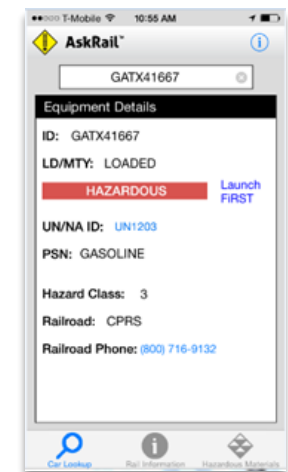 T-Mobile 10:55 AM
AskRail™
GATX41667
Equipment Details
ID: GATX41667
LD/MTY: LOADED
HAZARDOUS
Launch
FiRST
UN/NA ID: UN1203
PSN: GASOLINE
Hazard Class: 3
Railroad: CPRS
Railroad Phone: (800) 716-9132
Car Lookup Rail Information Hazardous Materials